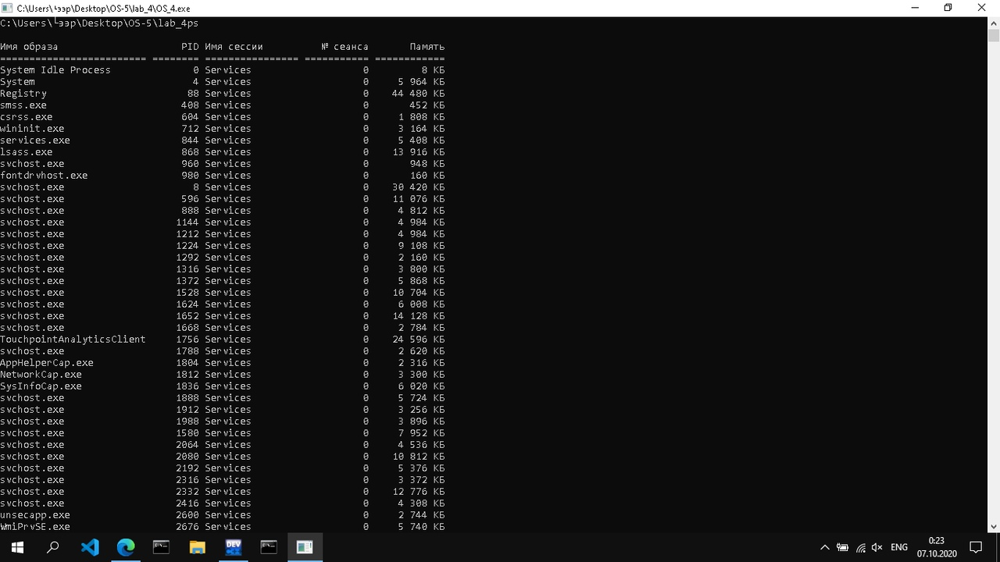 C:\Users\└ээр\Desktop\OS-5\lab_4\OS_4.exe
C:\Users\└ээр\Desktop\OS-5\lab_4ps
Имя образа PID Имя сессии № сеанса Память
========================= ======== ================ =========== ============
System Idle Process 0 Services 0 8 КБ
System 4 Services 0 5 964 КБ
Registry 88 Services 0 44 480 КБ
smss.exe 408 Services 0 452 КБ
csrss.exe 604 Services 0 1 808 КБ
wininit.exe 712 Services 0 3 164 КБ
services.exe 844 Services 0 5 408 КБ
lsass.exe 868 Services 0 13 916 КБ
svchost.exe 960 Services 0 948 КБ
fontdrvhost.exe 980 Services 0 160 КБ
svchost.exe 8 Services 0 30 420 КБ
svchost.exe 596 Services 0 11 076 КБ
svchost.exe 888 Services 0 4 812 КБ
svchost.exe 1144 Services 0 4 984 КБ
svchost.exe 1212 Services 0 4 984 КБ
svchost.exe 1224 Services 0 9 108 КБ
svchost.exe 1292 Services 0 2 160 КБ
svchost.exe 1316 Services 0 3 800 КБ
svchost.exe 1372 Services 0 5 868 КБ
svchost.exe 1528 Services 0 10 704 КБ
svchost.exe 1624 Services 0 6 008 КБ
svchost.exe 1652 Services 0 14 128 КБ
svchost.exe 1668 Services 0 2 784 КБ
TouchpointAnalyticsClient 1756 Services 0 24 596 КБ
svchost.exe 1788 Services 0 2 620 КБ
AppHelperCap.exe 1804 Services 0 2 316 КБ
NetworkCap.exe 1812 Services 0 3 300 КБ
SysInfoCap.exe 1836 Services 0 6 020 КБ
svchost.exe 1888 Services 0 5 724 КБ
svchost.exe 1912 Services 0 3 256 КБ
svchost.exe 1988 Services 0 3 896 КБ
svchost.exe 1580 Services 0 7 952 КБ
svchost.exe 2064 Services 0 4 536 КБ
svchost.exe 2080 Services 0 10 812 КБ
svchost.exe 2192 Services 0 5 376 КБ
svchost.exe 2316 Services 0 3 372 КБ
svchost.exe 2332 Services 0 12 776 КБ
svchost.exe 2416 Services 0 4 308 КБ
unsecapp.exe 2600 Services 0 2 744 КБ
WmiPrvSE.exe 2676 Services 0 5 740 КБ
DEV
ENG
0:23
07.10.2020